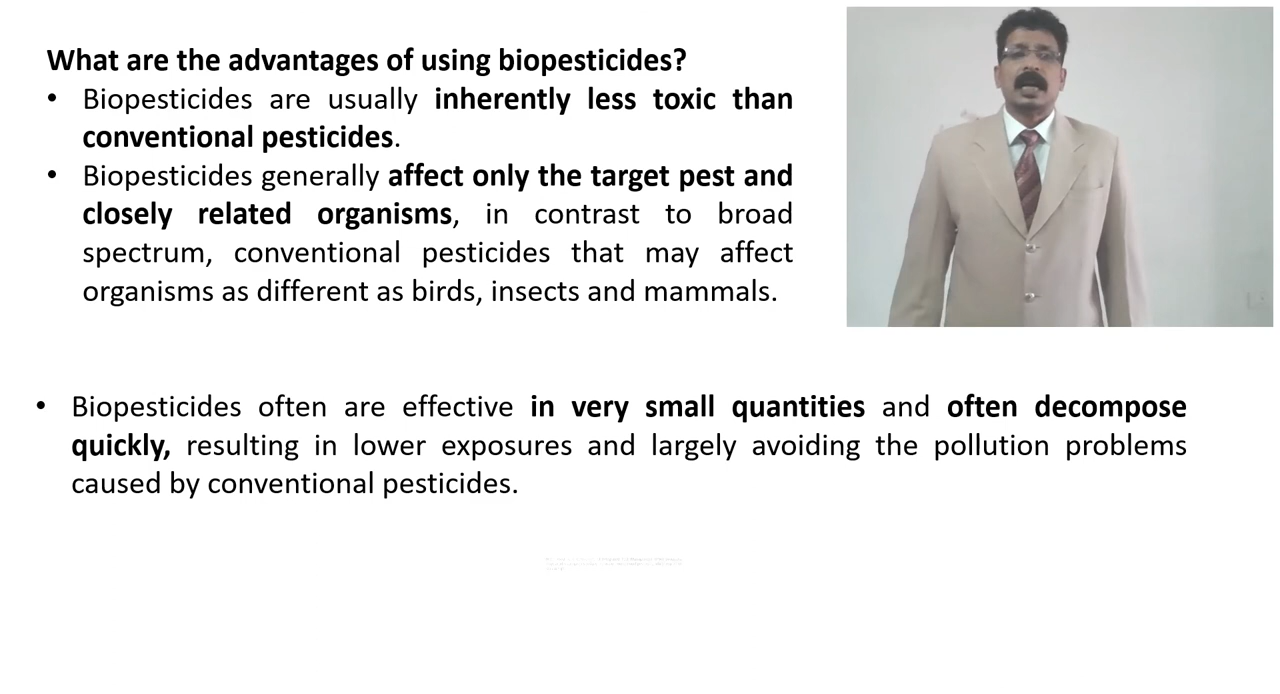 What are the advantages of using biopesticides?
• Biopesticides are usually inherently less toxic than
conventional pesticides.
• Biopesticides generally affect only the target pest and
closely related organisms, in contrast to broad
spectrum, conventional pesticides that may affect
organisms as different as birds, insects and mammals.
• Biopesticides often are effective in very small quantities and often decompose
quickly, resulting in lower exposures and largely avoiding the pollution problems
caused by conventional pesticides.